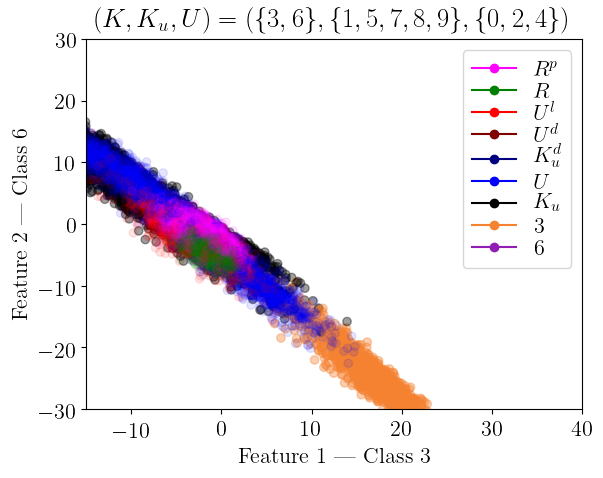 (K, K_u, U) = ({3, 6}, {1, 5, 7, 8, 9}, {0, 2, 4})
30
20
10
0
−10
−20
−30
Feature 2 — Class 6
R^p
R
U^l
U^d
K_u^d
U
K_u
3
6
−10
0
10
20
30
40
Feature 1 — Class 3